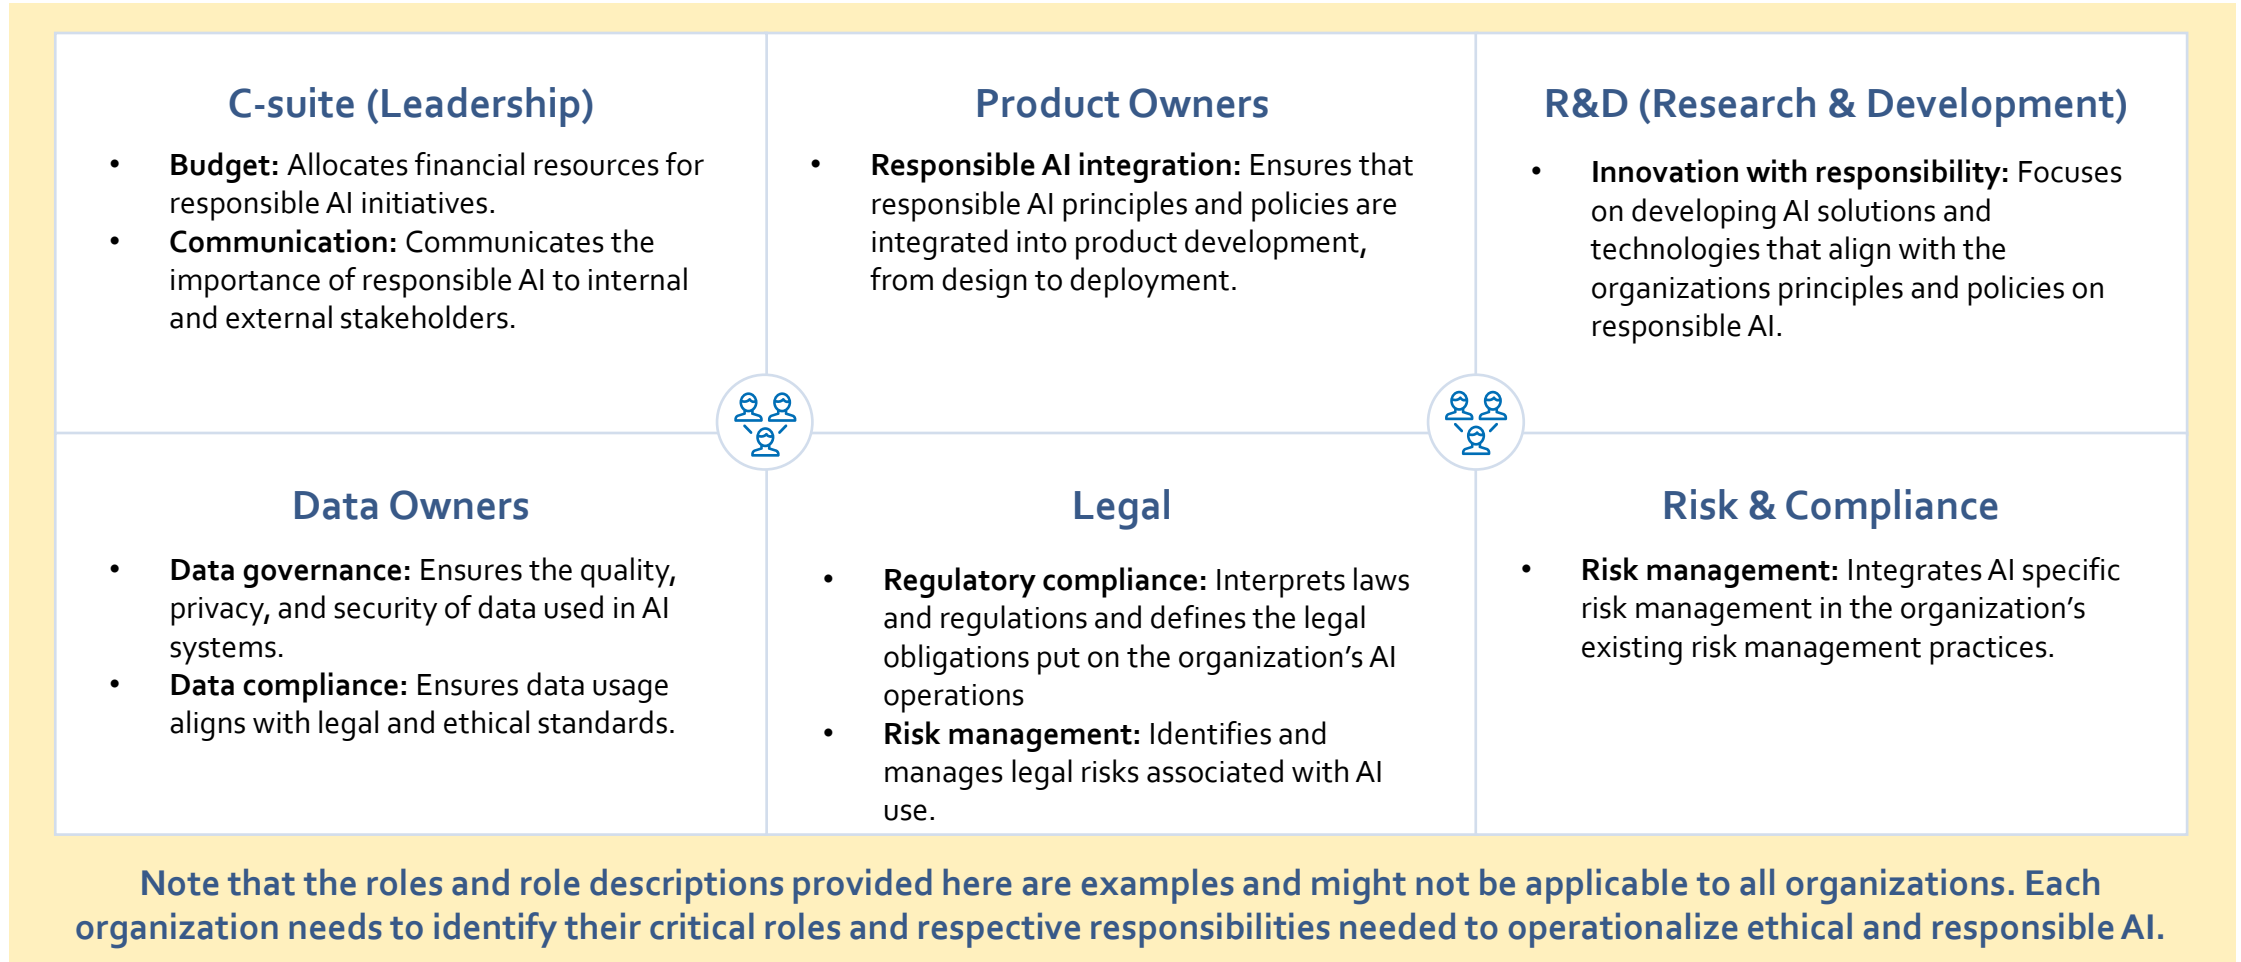 C-suite (Leadership)
• Budget: Allocates financial resources for
responsible AI initiatives.
• Communication: Communicates the
importance of responsible AI to internal
and external stakeholders.
Product Owners
• Responsible AI integration: Ensures that
responsible AI principles and policies are
integrated into product development,
from design to deployment.
R&D (Research & Development)
• Innovation with responsibility: Focuses
on developing AI solutions and
technologies that align with the
organizations principles and policies on
responsible AI.
Data Owners
• Data governance: Ensures the quality,
privacy, and security of data used in AI
systems.
• Data compliance: Ensures data usage
aligns with legal and ethical standards.
Legal
• Regulatory compliance: Interprets laws
and regulations and defines the legal
obligations put on the organization’s AI
operations
• Risk management: Identifies and
manages legal risks associated with AI
use.
Risk & Compliance
• Risk management: Integrates AI specific
risk management in the organization’s
existing risk management practices.
Note that the roles and role descriptions provided here are examples and might not be applicable to all organizations. Each
organization needs to identify their critical roles and respective responsibilities needed to operationalize ethical and responsible AI.